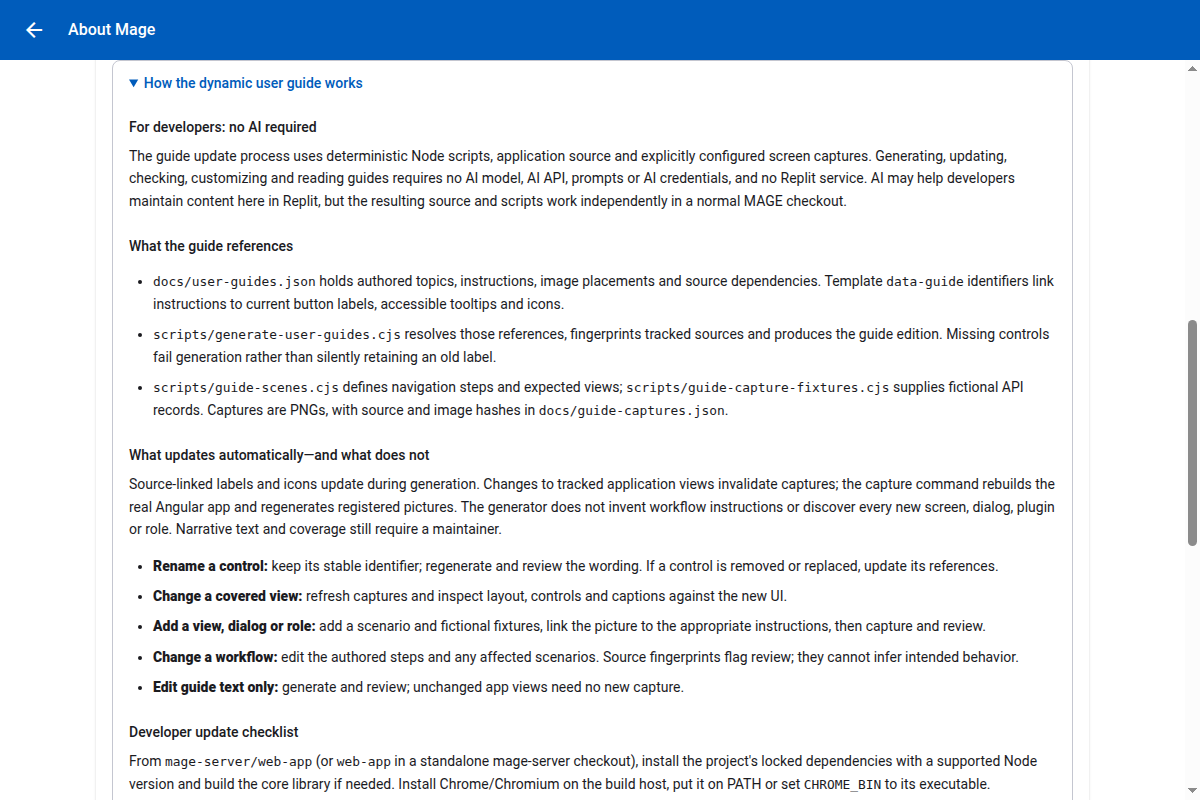 About Mage
▼ How the dynamic user guide works
For developers: no AI required
The guide update process uses deterministic Node scripts, application source and explicitly configured screen captures. Generating, updating,
checking, customizing and reading guides requires no AI model, AI API, prompts or AI credentials, and no Replit service. AI may help developers
maintain content here in Replit, but the resulting source and scripts work independently in a normal MAGE checkout.
What the guide references
• docs/user-guides.json holds authored topics, instructions, image placements and source dependencies. Template data-guide identifiers link
instructions to current button labels, accessible tooltips and icons.
• scripts/generate-user-guides.cjs resolves those references, fingerprints tracked sources and produces the guide edition. Missing controls
fail generation rather than silently retaining an old label.
• scripts/guide-scenes.cjs defines navigation steps and expected views; scripts/guide-capture-fixtures.cjs supplies fictional API
records. Captures are PNGs, with source and image hashes in docs/guide-captures.json.
What updates automatically—and what does not
Source-linked labels and icons update during generation. Changes to tracked application views invalidate captures; the capture command rebuilds the
real Angular app and regenerates registered pictures. The generator does not invent workflow instructions or discover every new screen, dialog, plugin
or role. Narrative text and coverage still require a maintainer.
• Rename a control: keep its stable identifier; regenerate and review the wording. If a control is removed or replaced, update its references.
• Change a covered view: refresh captures and inspect layout, controls and captions against the new UI.
• Add a view, dialog or role: add a scenario and fictional fixtures, link the picture to the appropriate instructions, then capture and review.
• Change a workflow: edit the authored steps and any affected scenarios. Source fingerprints flag review; they cannot infer intended behavior.
• Edit guide text only: generate and review; unchanged app views need no new capture.
Developer update checklist
From mage-server/web-app (or web-app in a standalone mage-server checkout), install the project's locked dependencies with a supported Node
version and build the core library if needed. Install Chrome/Chromium on the build host, put it on PATH or set CHROME_BIN to its executable.